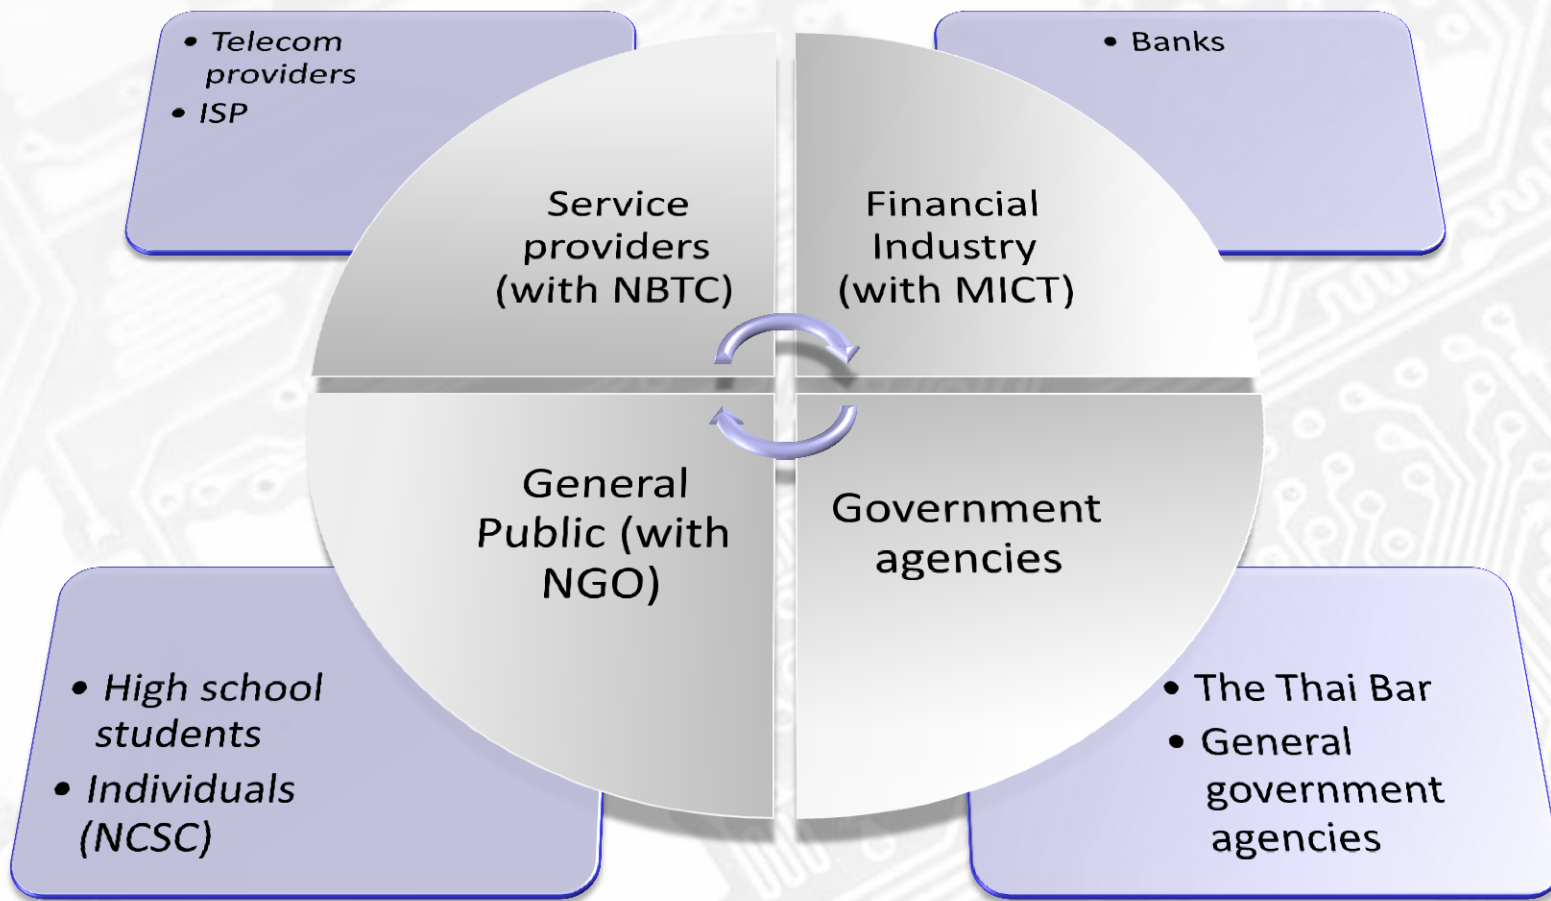 • Telecom
providers
• ISP
• Banks
Service
providers
(with NBTC)
Financial
Industry
(with MICT)
General
Public (with
NGO)
Government
agencies
• High school
students
• Individuals
(NCSC)
• The Thai Bar
• General
government
agencies